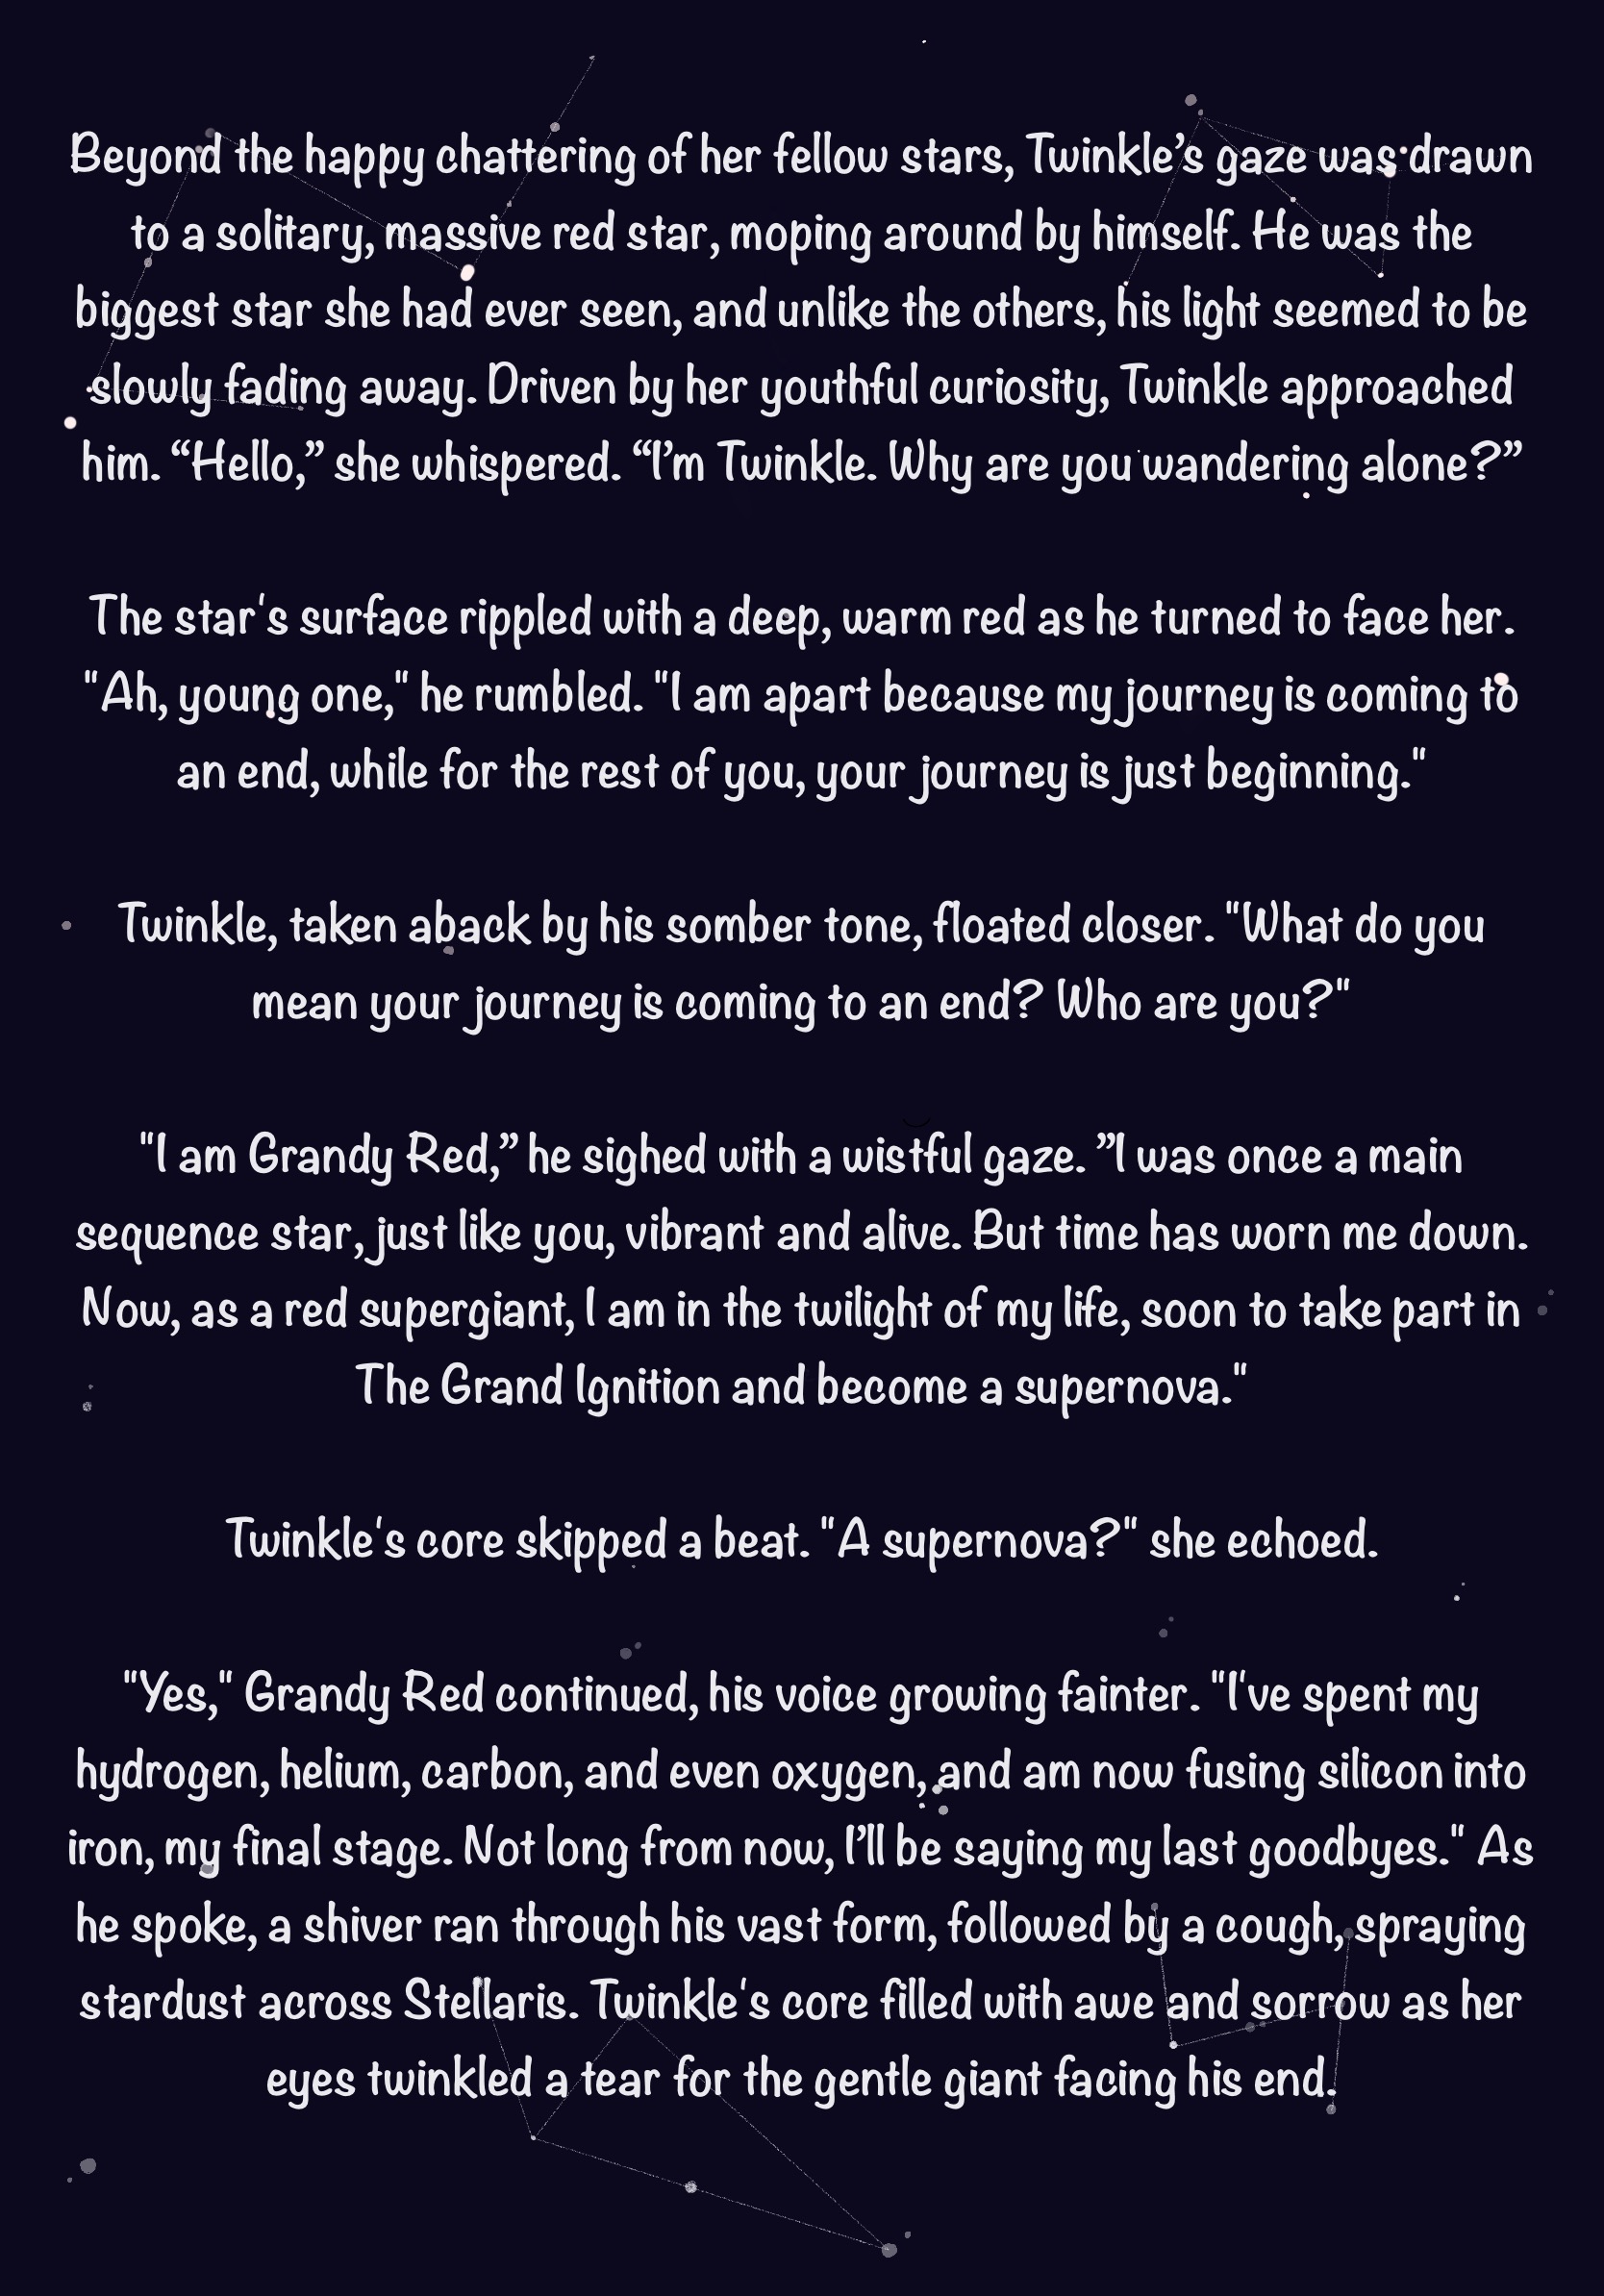 Beyond the happy chattering of her fellow stars, Twinkle’s gaze was drawn
to a solitary, massive red star, moping around by himself. He was the
biggest star she had ever seen, and unlike the others, his light seemed to be
slowly fading away. Driven by her youthful curiosity, Twinkle approached
him. “Hello,” she whispered. “I’m Twinkle. Why are you wandering alone?”
The star's surface rippled with a deep, warm red as he turned to face her.
"Ah, young one," he rumbled. "I am apart because my journey is coming to
an end, while for the rest of you, your journey is just beginning."
Twinkle, taken aback by his somber tone, floated closer. "What do you
mean your journey is coming to an end? Who are you?"
"I am Grandy Red,” he sighed with a wistful gaze. ”I was once a main
sequence star, just like you, vibrant and alive. But time has worn me down.
Now, as a red supergiant, I am in the twilight of my life, soon to take part in
The Grand Ignition and become a supernova."
Twinkle's core skipped a beat. "A supernova?" she echoed.
"Yes," Grandy Red continued, his voice growing fainter. "I've spent my
hydrogen, helium, carbon, and even oxygen, and am now fusing silicon into
iron, my final stage. Not long from now, I’ll be saying my last goodbyes." As
he spoke, a shiver ran through his vast form, followed by a cough, spraying
stardust across Stellaris. Twinkle's core filled with awe and sorrow as her
eyes twinkled a tear for the gentle giant facing his end.